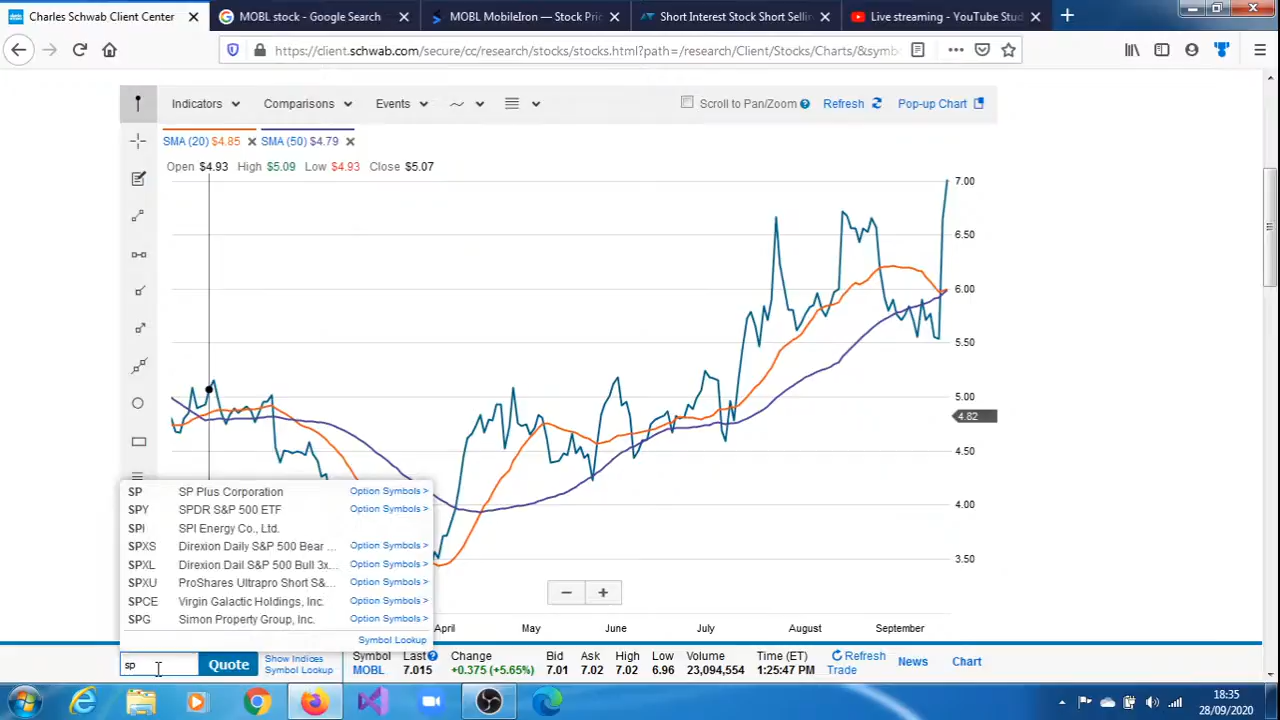 Charles Schwab Client Center
MOBL stock - Google Search
MOBL MobileIron — Stock Pri
Short Interest Stock Short Sellin
Live streaming - YouTube Stud
https://client.schwab.com/secure/cc/research/stocks/stocks.html?path=/research/Client/Stocks/Charts/&symbo
Indicators
Comparisons
Events
Scroll to Pan/Zoom
Refresh
Pop-up Chart
SMA (20) $4.85
SMA (50) $4.79
Open $4.93 High $5.09 Low $4.93 Close $5.07
7.00
6.50
6.00
5.50
5.00
4.82
4.50
4.00
3.50
SP SP Plus Corporation Option Symbols >
SPY SPDR S&P 500 ETF Option Symbols >
SPI SPI Energy Co., Ltd.
SPXS Direxion Daily S&P 500 Bear ... Option Symbols >
SPXL Direxion Dail S&P 500 Bull 3x... Option Symbols >
SPXU ProShares Ultrapro Short S&... Option Symbols >
SPCE Virgin Galactic Holdings, Inc. Option Symbols >
SPG Simon Property Group, Inc. Option Symbols >
Symbol Lookup
April May June July August September
sp
Quote
Show Indices
Symbol Lookup
Symbol Last Change Bid Ask High Low Volume Time (ET) Refresh
MOBL 7.015 +0.375 (+5.65%) 7.01 7.02 7.02 6.96 23,094,554 1:25:47 PM Trade
News
Chart
18:35
28/09/2020